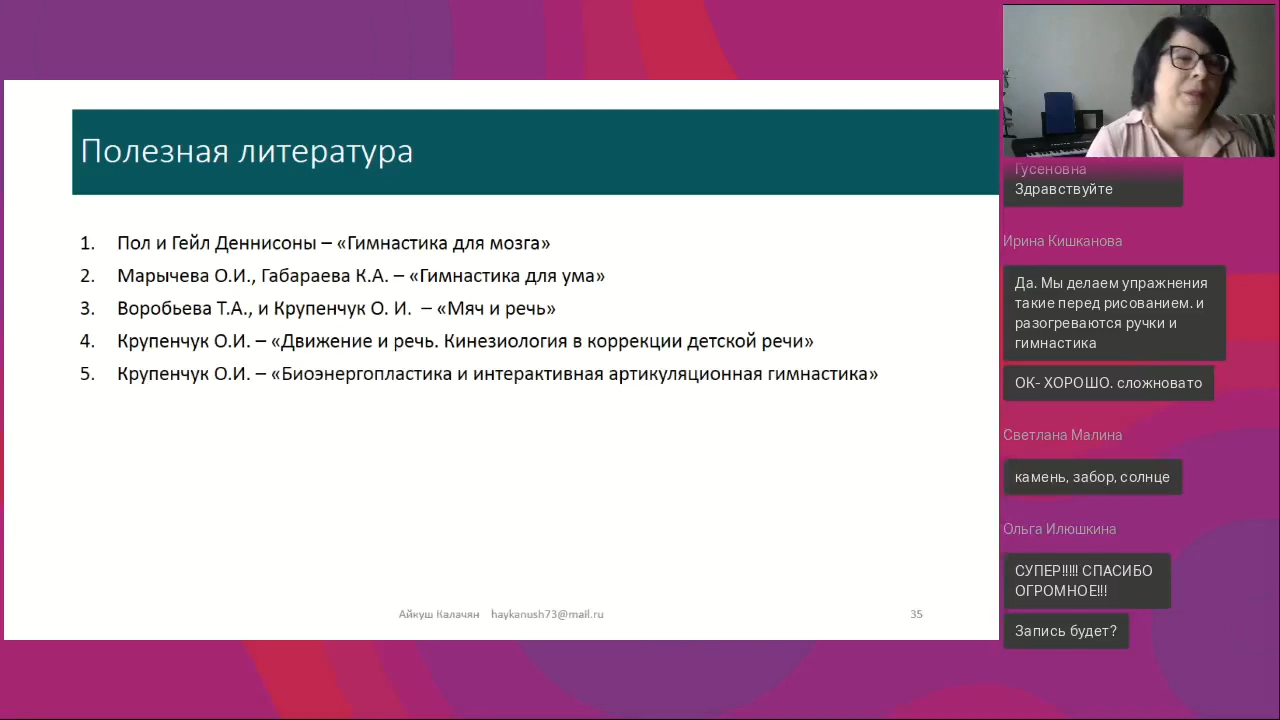 Полезная литература
1. Пол и Гейл Деннисоны – «Гимнастика для мозга»
2. Марычева О.И., Габараева К.А. – «Гимнастика для ума»
3. Воробьева Т.А., и Крупенчук О. И. – «Мяч и речь»
4. Крупенчук О.И. – «Движение и речь. Кинезиология в коррекции детской речи»
5. Крупенчук О.И. – «Биоэнергопластика и интерактивная артикуляционная гимнастика»
Айкуш Калачян haykanush73@mail.ru
35
Гусеновна
Здравствуйте
Ирина Кишканова
Да. Мы делаем упражнения
такие перед рисованием. и
разогреваются ручки и
гимнастика
ОК- ХОРОШО. сложновато
Светлана Малина
камень, забор, солнце
Ольга Илюшкина
СУПЕР!!!!! СПАСИБО
ОГРОМНОЕ!!!
Запись будет?